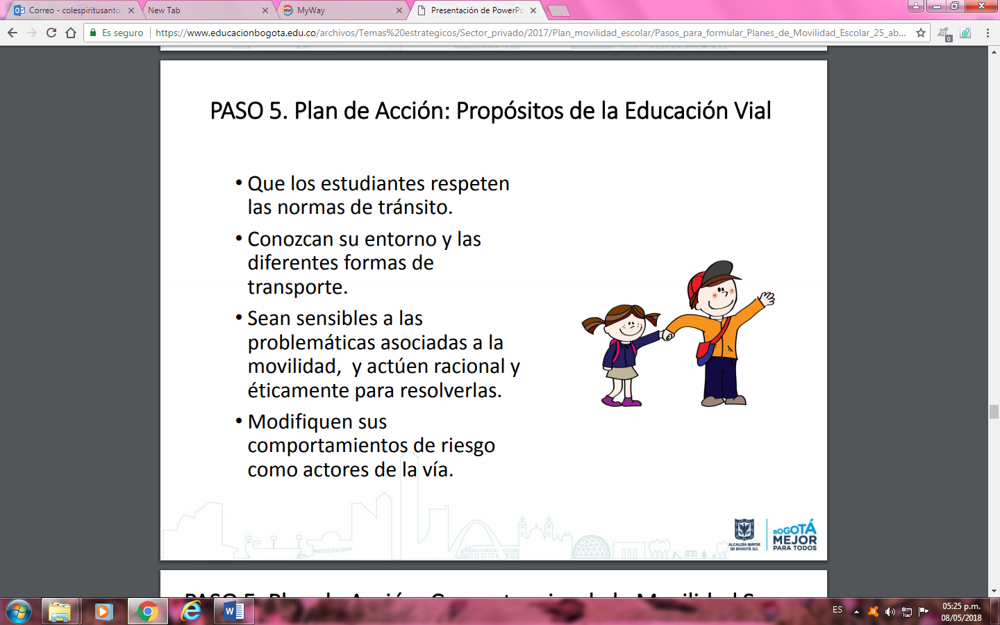 Correo - colespiritusanto
New Tab
MyWay
Presentación de PowerPo
Es seguro
https://www.educacionbogota.edu.co/archivos/Temas%20estrategicos/Sector_privado/2017/Plan_movilidad_escolar/Pasos_para_formular_Planes_de_Movilidad_Escolar_25_ab...
0
PASO 5. Plan de Acción: Propósitos de la Educación Vial
• Que los estudiantes respeten
las normas de tránsito.
• Conozcan su entorno y las
diferentes formas de
transporte.
• Sean sensibles a las
problemáticas asociadas a la
movilidad, y actúen racional y
éticamente para resolverlas.
• Modifiquen sus
comportamientos de riesgo
como actores de la vía.
ALCALDÍA MAYOR
DE BOGOTÁ D.C.
BOGOTÁ
MEJOR
PARA TODOS
ES
05:25 p.m.
08/05/2018